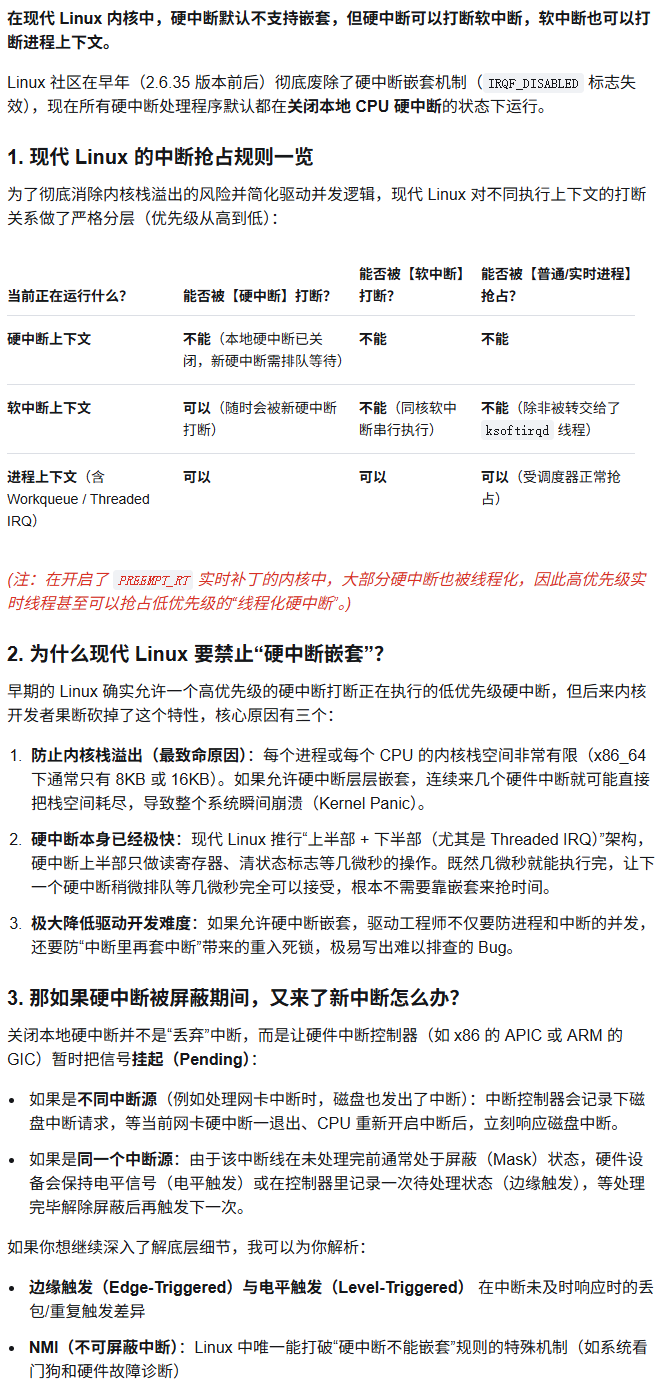 在现代 Linux 内核中，硬中断默认不支持嵌套，但硬中断可以打断软中断，软中断也可以打
断进程上下文。
Linux 社区在早年（2.6.35 版本前后）彻底废除了硬中断嵌套机制（ IRQF_DISABLED 标志失
效），现在所有硬中断处理程序默认都在关闭本地 CPU 硬中断的状态下运行。
1. 现代 Linux 的中断抢占规则一览
为了彻底消除内核栈溢出的风险并简化驱动并发逻辑，现代 Linux 对不同执行上下文的打断
关系做了严格分层（优先级从高到低）：
当前正在运行什么？ 能否被【硬中断】打断？ 能否被【软中断】
打断？ 能否被【普通/实时进程】
抢占？
硬中断上下文 不能（本地硬中断已关
闭，新硬中断需排队等待） 不能 不能
软中断上下文 可以（随时会被新硬中断
打断） 不能（同核软中
断串行执行） 不能（除非被转交给了
ksoftirqd 线程）
进程上下文（含
Workqueue / Threaded
IRQ） 可以 可以 可以（受调度器正常抢
占）
(注：在开启了 PREEMPT_RT 实时补丁的内核中，大部分硬中断也被线程化，因此高优先级实
时线程甚至可以抢占低优先级的“线程化硬中断”。)
2. 为什么现代 Linux 要禁止“硬中断嵌套”？
早期的 Linux 确实允许一个高优先级的硬中断打断正在执行的低优先级硬中断，但后来内核
开发者果断砍掉了这个特性，核心原因有三个：
1. 防止内核栈溢出（最致命原因）：每个进程或每个 CPU 的内核栈空间非常有限（x86_64
下通常只有 8KB 或 16KB）。如果允许硬中断层层嵌套，连续来几个硬件中断就可能直接
把栈空间耗尽，导致整个系统瞬间崩溃（Kernel Panic）。
2. 硬中断本身已经极快：现代 Linux 推行“上半部 + 下半部（尤其是 Threaded IRQ）”架构，
硬中断上半部只做读寄存器、清状态标志等几微秒的操作。既然几微秒就能执行完，让下
一个硬中断稍微排队等几微秒完全可以接受，根本不需要靠嵌套来抢时间。
3. 极大降低驱动开发难度：如果允许硬中断嵌套，驱动工程师不仅要防进程和中断的并发，
还要防“中断里再套中断”带来的重入死锁，极易写出难以排查的 Bug。
3. 那如果硬中断被屏蔽期间，又来了新中断怎么办？
关闭本地硬中断并不是“丢弃”中断，而是让硬件中断控制器（如 x86 的 APIC 或 ARM 的
GIC）暂时把信号挂起（Pending）：
• 如果是不同中断源（例如处理网卡中断时，磁盘也发出了中断）：中断控制器会记录下磁
盘中断请求，等当前网卡硬中断一退出、CPU 重新开启中断后，立刻响应磁盘中断。
• 如果是同一个中断源：由于该中断线在未处理完前通常处于屏蔽（Mask）状态，硬件设
备会保持电平信号（电平触发）或在控制器里记录一次待处理状态（边缘触发），等处理
完毕解除屏蔽后再触发下一次。
如果你想继续深入了解底层细节，我可以为你解析：
• 边缘触发（Edge-Triggered）与电平触发（Level-Triggered） 在中断未及时响应时的丢
包/重复触发差异
• NMI（不可屏蔽中断）：Linux 中唯一能打破“硬中断不能嵌套”规则的特殊机制（如系统看
门狗和硬件故障诊断）